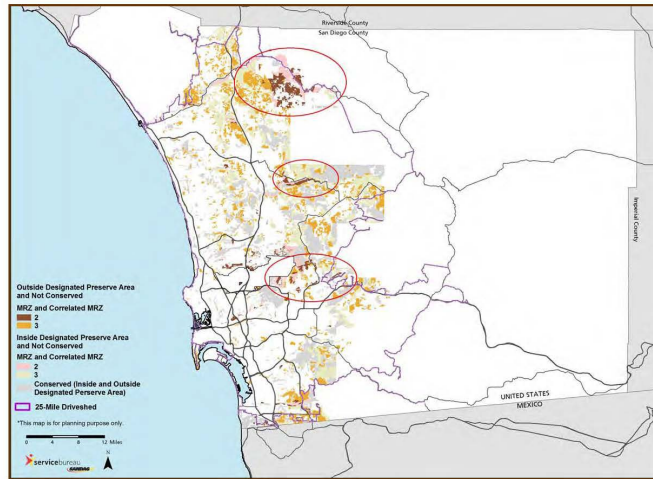 Riverside County
San Diego County
Imperial County
Outside Designated Preserve Area
and Not Conserved
MRZ and Correlated MRZ
2
3
Inside Designated Preserve Area
and Not Conserved
MRZ and Correlated MRZ
2
3
Conserved (Inside and Outside
Designated Perserve Area)
25-Mile Driveshed
*This map is for planning purpose only.
0 4 8 12 Miles
servicebureau
SANDAG
N
UNITED STATES
MEXICO